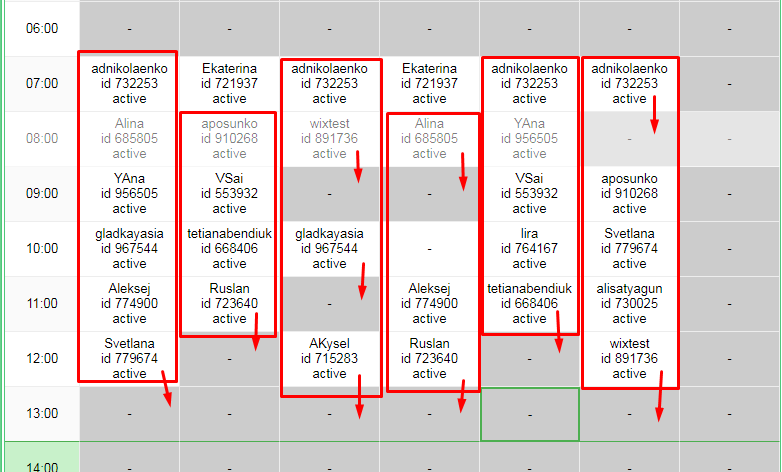 06:00 - - - - - - -
07:00 adnikolaenko Ekaterina adnikolaenko Ekaterina adnikolaenko adnikolaenko -
id 732253 id 721937 id 732253 id 721937 id 732253 id 732253
active active active active active active
08:00 Alina aposunko wixtest Alina YAna - -
id 685805 id 910268 id 891736 id 685805 id 956505
active active active active active
09:00 YAna VSai - - VSai aposunko -
id 956505 id 553932 id 553932 id 910268
active active active active
10:00 gladkayasia tetianabendiuk gladkayasia - lira Svetlana -
id 967544 id 668406 id 967544 id 764167 id 779674
active active active active active
11:00 Aleksej Ruslan - Aleksej tetianabendiuk alisatyagun -
id 774900 id 723640 id 774900 id 668406 id 730025
active active active active active
12:00 Svetlana - AKysel Ruslan - wixtest -
id 779674 id 715283 id 723640 id 891736
active active active active
13:00 - - - - - - -
14:00 - - - - - - -